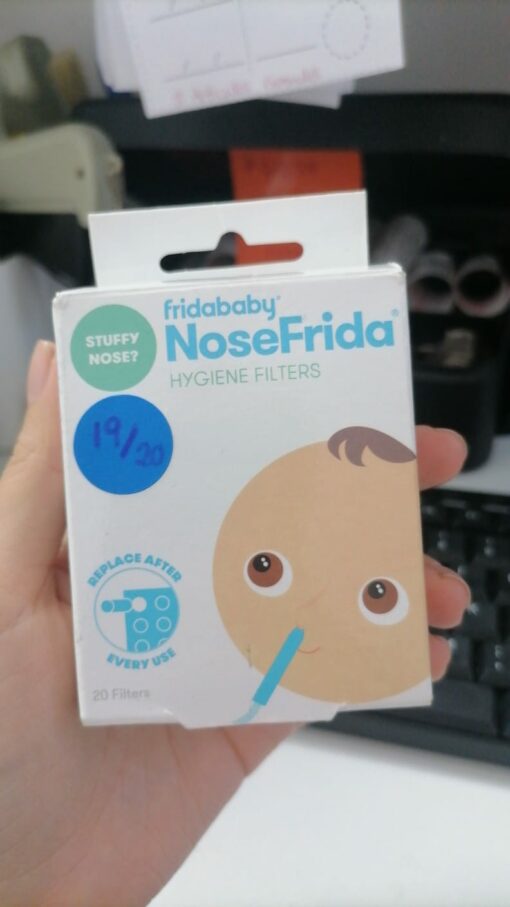 fridababy®
NoseFrida®
HYGIENE FILTERS
STUFFY
NOSE?
19/20
REPLACE AFTER
EVERY USE
20 Filters